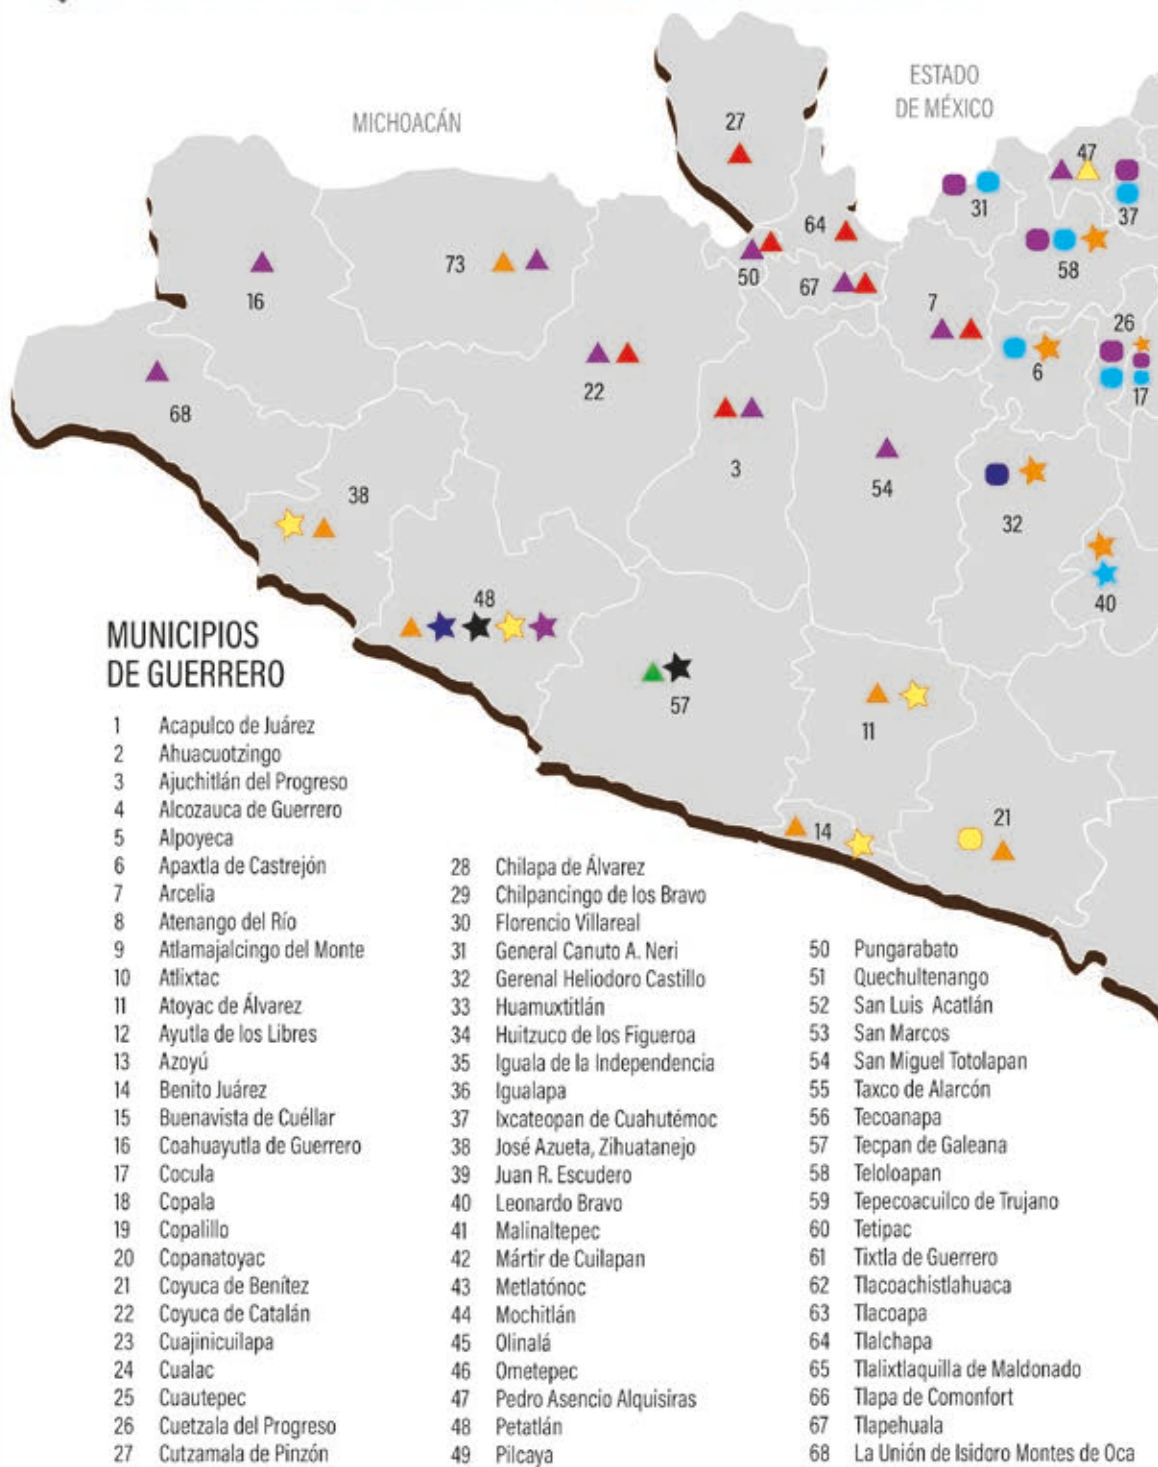 ESTADO
DE MÉXICO
MICHOACÁN
27
47
31
37
64
58
73
50
67
16
7
26
6
22
17
68
3
54
38
32
40
48
57
11
21
14
MUNICIPIOS
DE GUERRERO
1 Acapulco de Juárez
2 Ahuacuotzingo
3 Ajuchitlán del Progreso
4 Alcozauca de Guerrero
5 Alpoyeca
6 Apaxtla de Castrejón
7 Arcelia
8 Atenango del Río
9 Atlamajalcingo del Monte
10 Atlixtac
11 Atoyac de Álvarez
12 Ayutla de los Libres
13 Azoyú
14 Benito Juárez
15 Buenavista de Cuéllar
16 Coahuayutla de Guerrero
17 Cocula
18 Copala
19 Copalillo
20 Copanatoyac
21 Coyuca de Benítez
22 Coyuca de Catalán
23 Cuajinicuilapa
24 Cualac
25 Cuautepec
26 Cuetzala del Progreso
27 Cutzamala de Pinzón
28 Chilapa de Álvarez
29 Chilpancingo de los Bravo
30 Florencio Villareal
31 General Canuto A. Neri
32 Gerenal Heliodoro Castillo
33 Huamuxtitlán
34 Huitzuco de los Figueroa
35 Iguala de la Independencia
36 Igualapa
37 Ixcateopan de Cuahutémoc
38 José Azueta, Zihuatanejo
39 Juan R. Escudero
40 Leonardo Bravo
41 Malinaltepec
42 Mártir de Cuilapan
43 Metlatónoc
44 Mochitlán
45 Olinalá
46 Ometepec
47 Pedro Asencio Alquisiras
48 Petatlán
49 Pilcaya
50 Pungarabato
51 Quechultenango
52 San Luis Acatlán
53 San Marcos
54 San Miguel Totolapan
55 Taxco de Alarcón
56 Tecoanapa
57 Tecpan de Galeana
58 Teloloapan
59 Tepecoacuilco de Trujano
60 Tetipac
61 Tixtla de Guerrero
62 Tlacoachistlahuaca
63 Tlacoapa
64 Tlalchapa
65 Tlalixtlaquilla de Maldonado
66 Tlapa de Comonfort
67 Tlapehuala
68 La Unión de Isidoro Montes de Oca